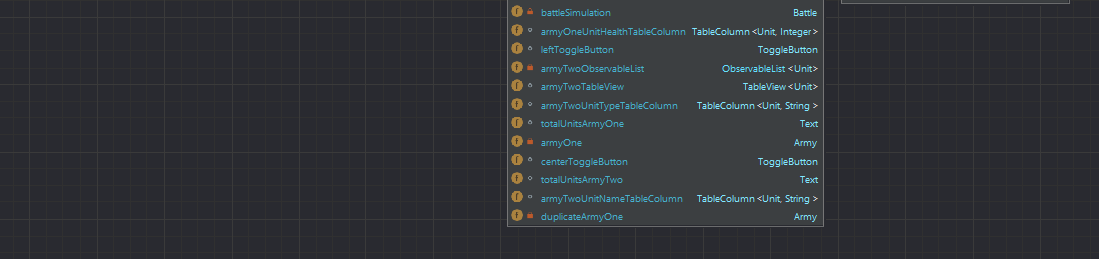 battleSimulation Battle
armyOneUnitHealthTableColumn TableColumn<Unit, Integer>
leftToggleButton ToggleButton
armyTwoObservableList ObservableList<Unit>
armyTwoTableView TableView<Unit>
armyTwoUnitTypeTableColumn TableColumn<Unit, String >
totalUnitsArmyOne Text
armyOne Army
centerToggleButton ToggleButton
totalUnitsArmyTwo Text
armyTwoUnitNameTableColumn TableColumn<Unit, String >
duplicateArmyOne Army